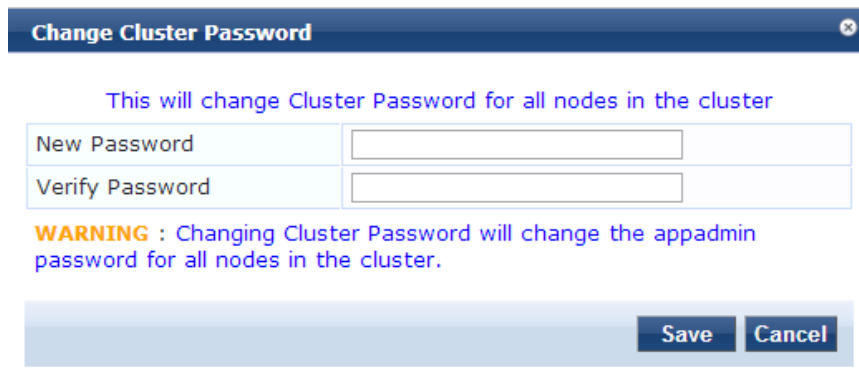 Change Cluster Password
This will change Cluster Password for all nodes in the cluster
New Password
Verify Password
WARNING : Changing Cluster Password will change the appadmin
password for all nodes in the cluster.
Save Cancel